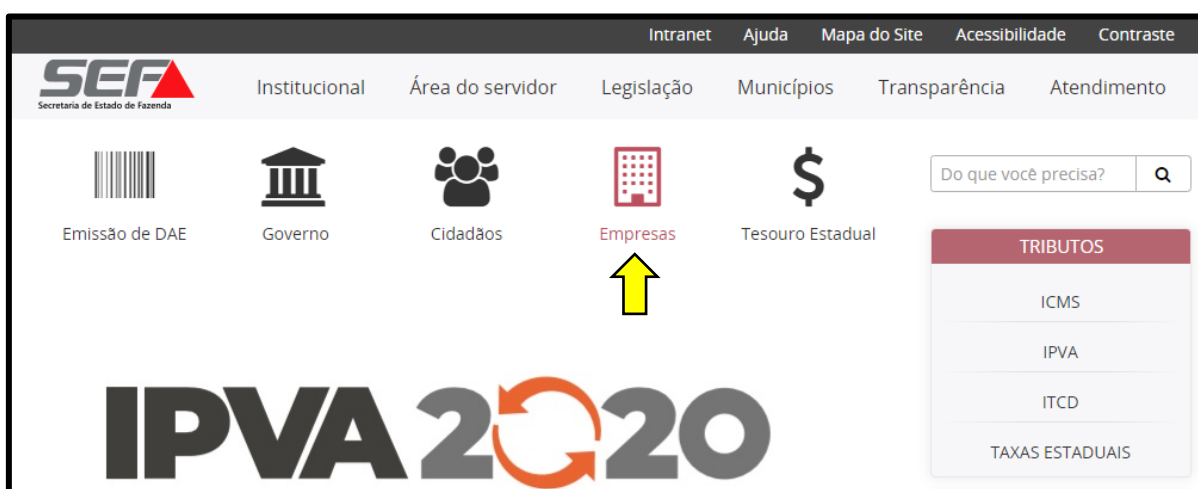 Intranet Ajuda Mapa do Site Acessibilidade Contraste
SEF
Secretaria de Estado de Fazenda
Institucional Área do servidor Legislação Municípios Transparência Atendimento
Do que você precisa?
Emissão de DAE Governo Cidadãos Empresas Tesouro Estadual
TRIBUTOS
ICMS
IPVA
ITCD
TAXAS ESTADUAIS
IPVA 2020